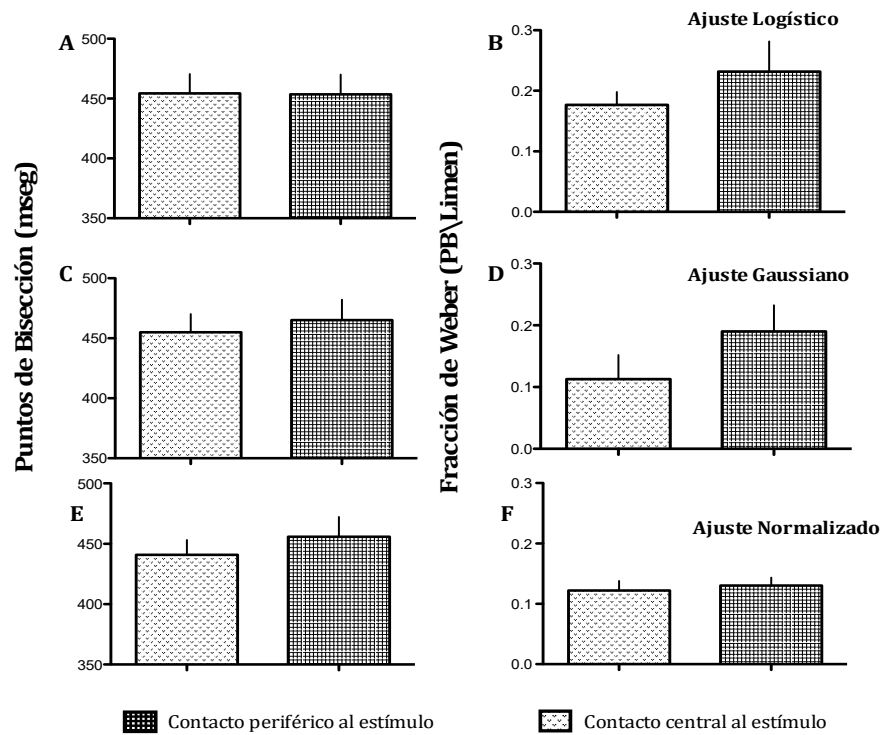 A
500
450
400
350
B
Ajuste Logístico
0.3
0.2
0.1
0.0
C
500
450
400
350
D
Ajuste Gaussiano
0.3
0.2
0.1
0.0
E
500
450
400
350
F
Ajuste Normalizado
0.3
0.2
0.1
0.0
Puntos de Bisección (mseg)
Fracción de Weber (PB\Limen)
Contacto periférico al estímulo
Contacto central al estímulo